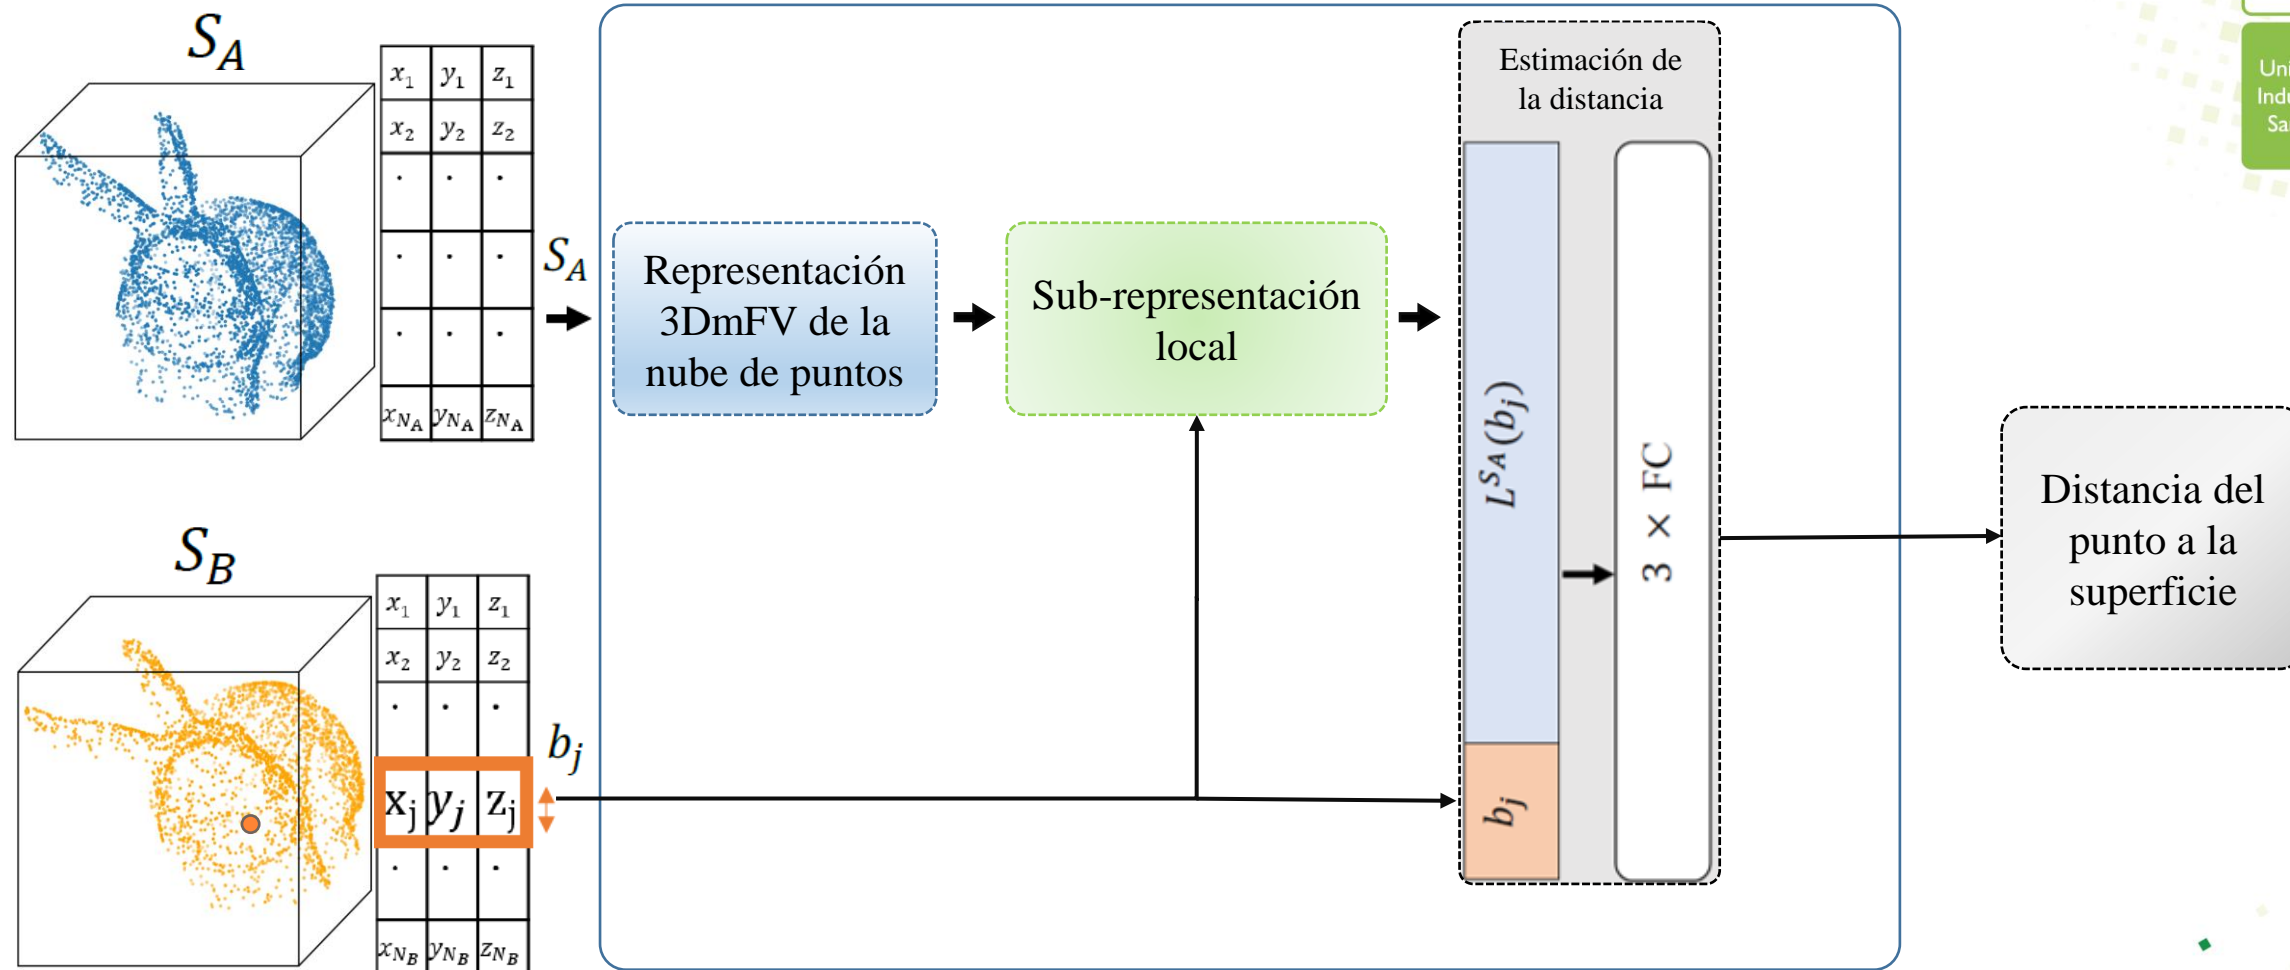 S_A
x_1 y_1 z_1
x_2 y_2 z_2
. . .
. . .
. . .
x_{N_A} y_{N_A} z_{N_A}
S_A
Representación
3DmFV de la
nube de puntos
Sub-representación
local
Estimación de
la distancia
L^{S_A}(b_j)
b_j
3 × FC
Distancia del
punto a la
superficie
S_B
x_1 y_1 z_1
x_2 y_2 z_2
. . .
x_j y_j z_j
. . .
x_{N_B} y_{N_B} z_{N_B}
b_j